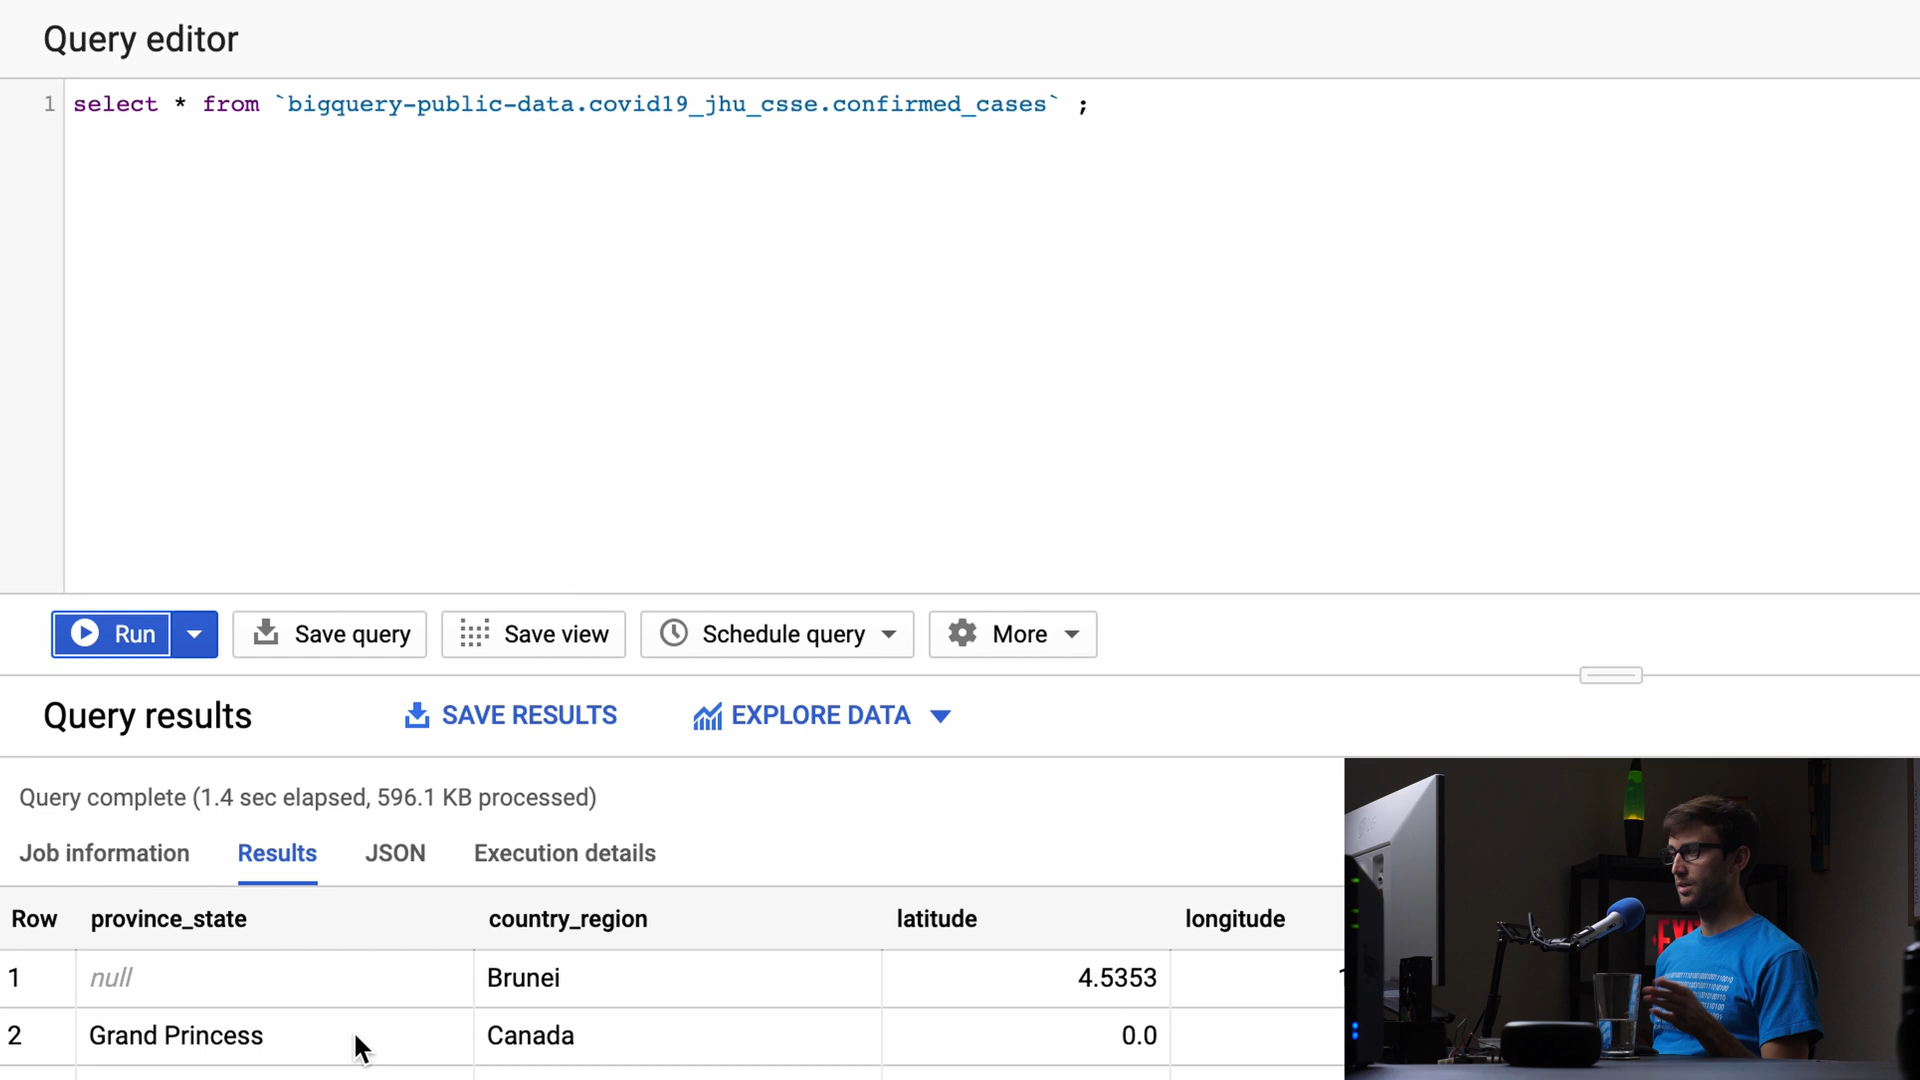 Query editor
1 select * from `bigquery-public-data.covid19_jhu_csse.confirmed_cases` ;
Run Save query Save view Schedule query More
Query results SAVE RESULTS EXPLORE DATA
Query complete (1.4 sec elapsed, 596.1 KB processed)
Job information Results JSON Execution details
Row province_state country_region latitude longitude
1 null Brunei 4.5353
2 Grand Princess Canada 0.0